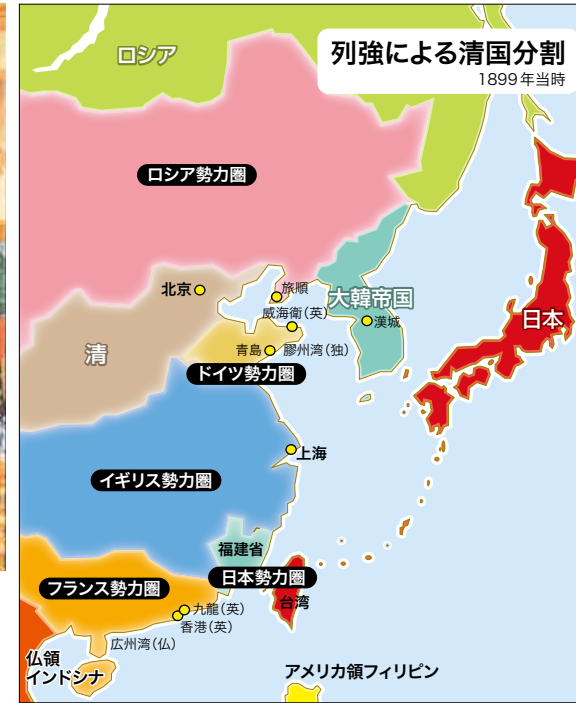 列強による清国分割
1899年当時
ロシア
ロシア勢力圏
北京
旅順
大韓帝国
威海衛(英)
漢城
日本
清
青島
膠州湾(独)
ドイツ勢力圏
上海
イギリス勢力圏
福建省
日本勢力圏
フランス勢力圏
台湾
九龍(英)
香港(英)
広州湾(仏)
仏領
インドシナ
アメリカ領フィリピン